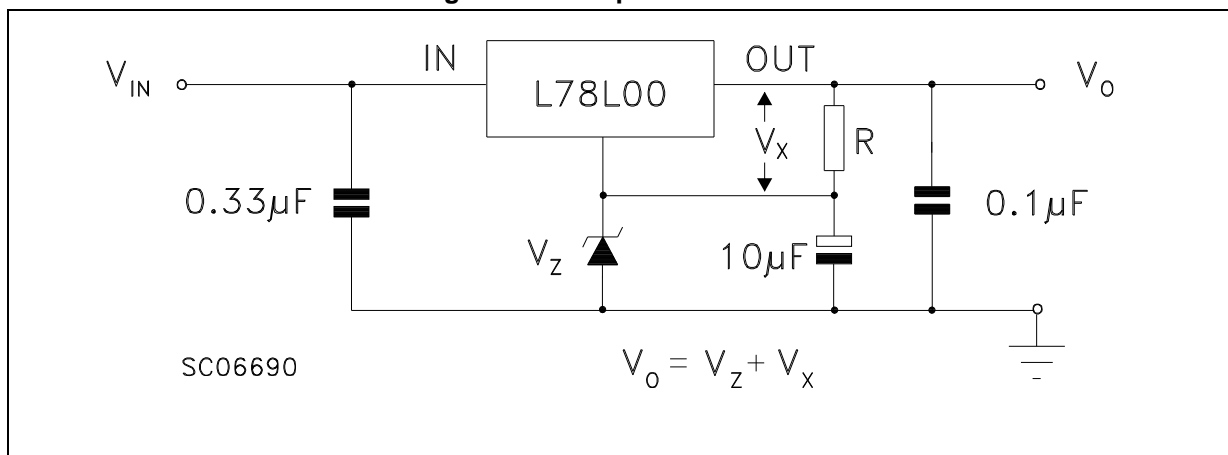 V_IN
IN
L78L00
OUT
V_O
V_X
R
0.33µF
0.1µF
V_Z
10µF
SC06690
V_O = V_Z + V_X